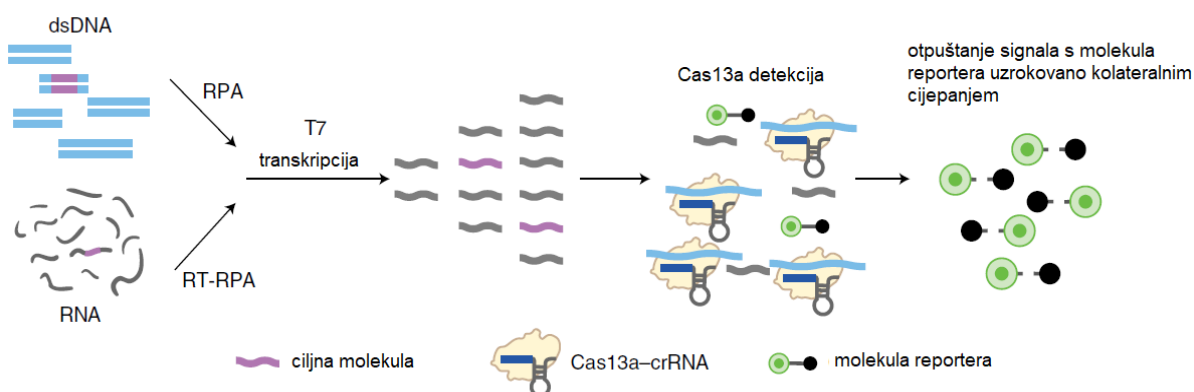 dsDNA
RPA
T7
transkripcija
RNA
RT-RPA
Cas13a detekcija
otpuštanje signala s molekula
reportera uzrokovano kolateralnim
cijepanjem
ciljna molekula
Cas13a–crRNA
molekula reportera